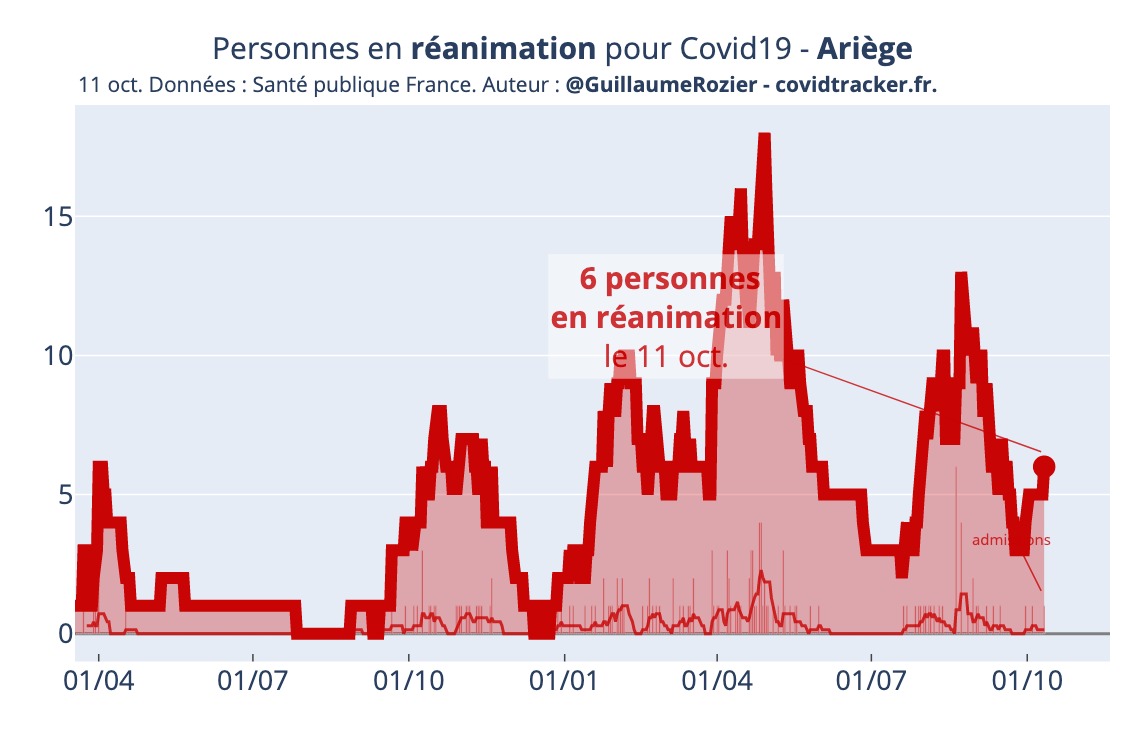 Personnes en réanimation pour Covid19 - Ariège
11 oct. Données : Santé publique France. Auteur : @GuillaumeRozier - covidtracker.fr.
15
10
5
0
6 personnes
en réanimation
le 11 oct.
admissions
01/04
01/07
01/10
01/01
01/04
01/07
01/10